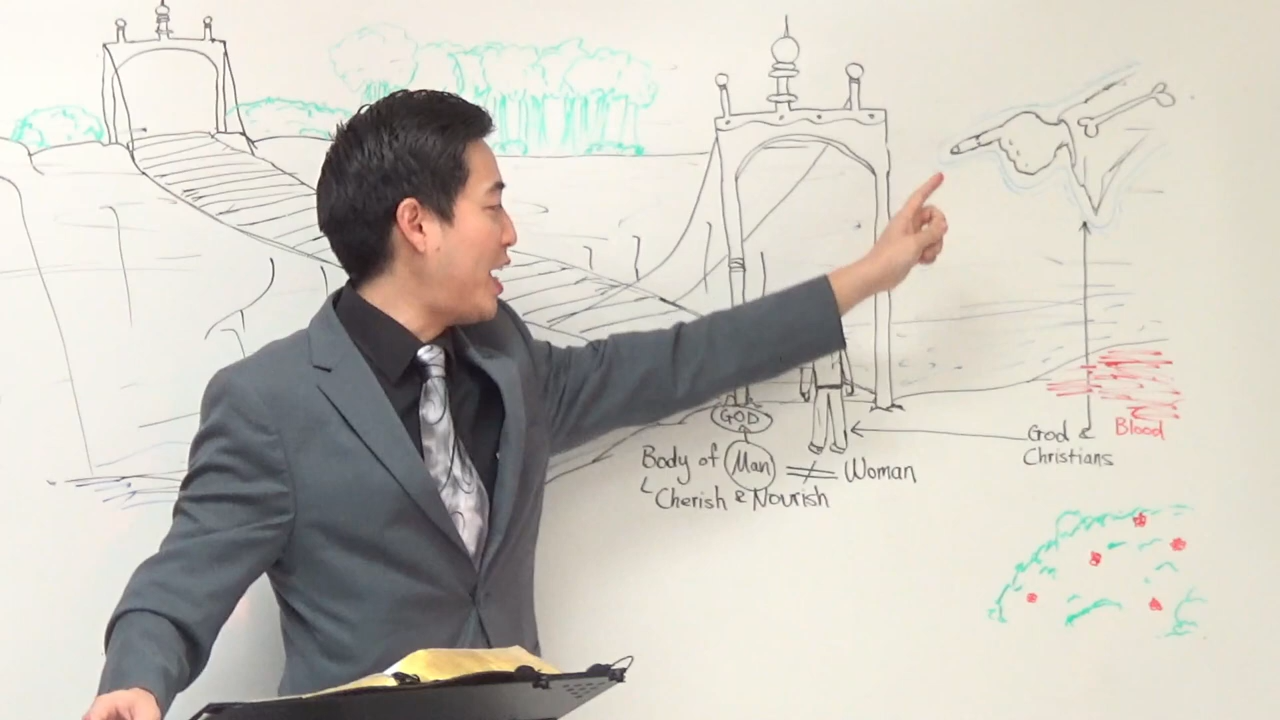 GOD
Body of Man ≠ Woman
Cherish & Nourish
God &
Christians
Blood